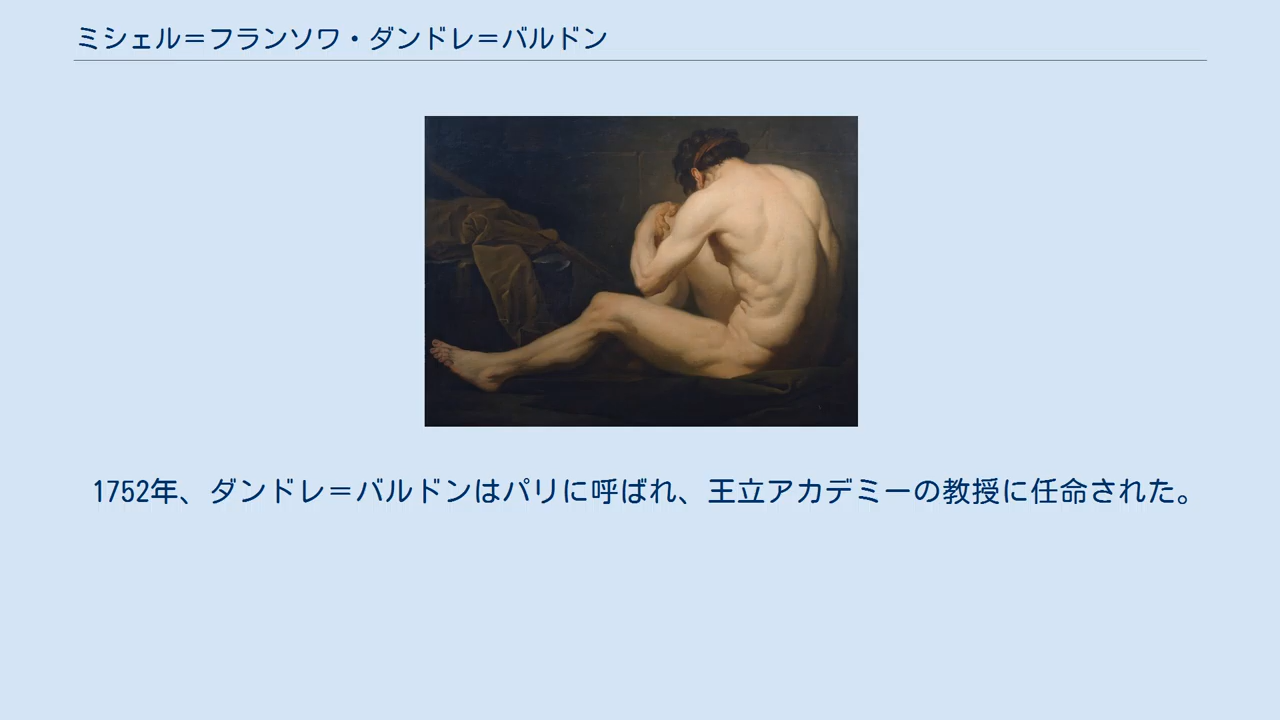 ミシェル＝フランソワ・ダンドレ＝バルドン
1752年、ダンドレ＝バルドンはパリに呼ばれ、王立アカデミーの教授に任命された。